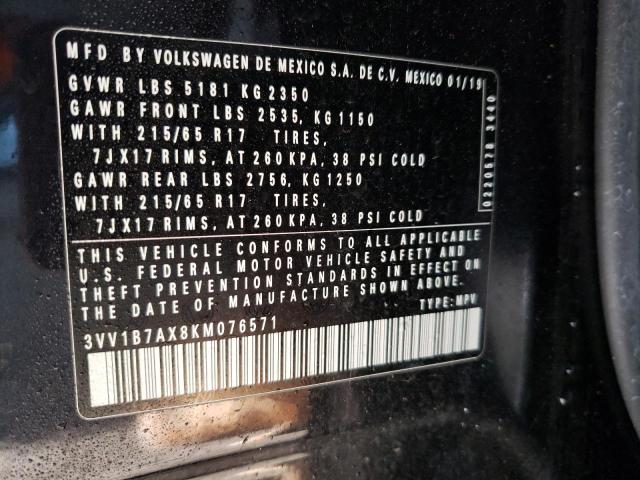 MFD BY VOLKSWAGEN DE MEXICO S.A. DE C.V. MEXICO 01/19
GVWR LBS 5181 KG 2350
GAWR FRONT LBS 2535, KG 1150
WITH 215/65 R17 TIRES,
7JX17 RIMS, AT 260 KPA, 38 PSI COLD
GAWR REAR LBS 2756, KG 1250
WITH 215/65 R17 TIRES,
7JX17 RIMS, AT 260 KPA, 38 PSI COLD
THIS VEHICLE CONFORMS TO ALL APPLICABLE
U.S. FEDERAL MOTOR VEHICLE SAFETY AND
THEFT PREVENTION STANDARDS IN EFFECT ON
THE DATE OF MANUFACTURE SHOWN ABOVE.
TYPE: MPV
3VV1B7AX8KM076571